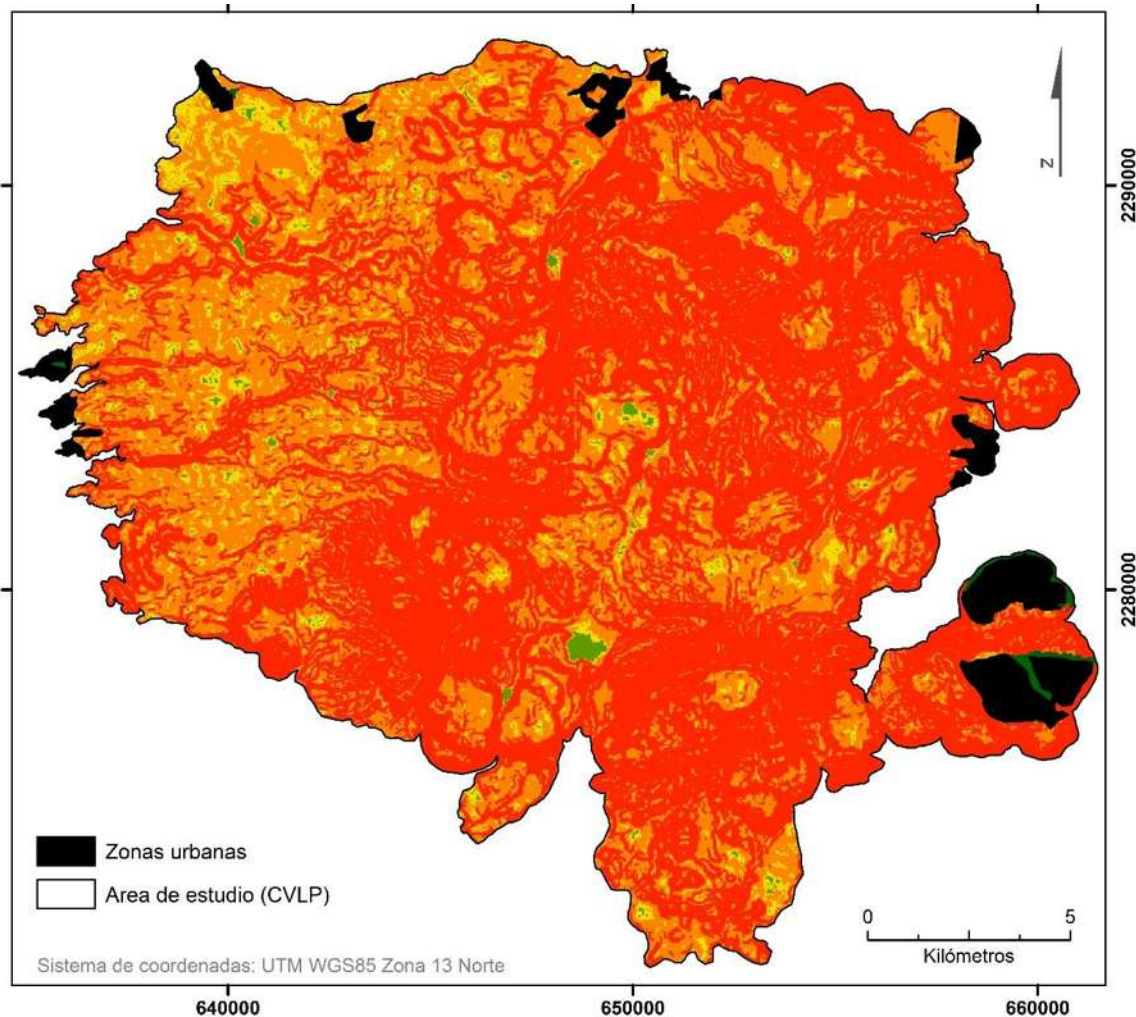 N
2290000
2280000
Zonas urbanas
Area de estudio (CVLP)
0 5
Kilómetros
Sistema de coordenadas: UTM WGS85 Zona 13 Norte
640000 650000 660000